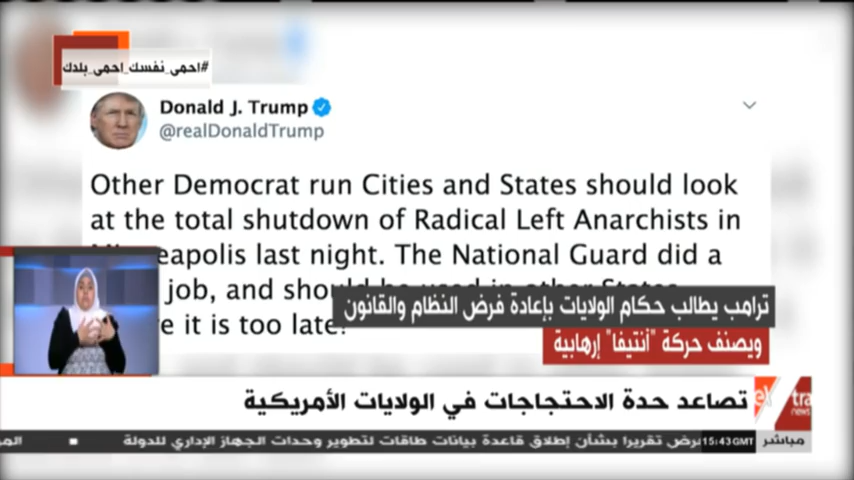 #احمى_نفسك_احمى_بلدك
Donald J. Trump
@realDonaldTrump
Other Democrat run Cities and States should look
at the total shutdown of Radical Left Anarchists in
last night. The National Guard did a
job, and should be used in other States
it is too late!
ترامب يطالب حكام الولايات بإعادة فرض النظام والقانون
ويصنف حركة "أنتيفا" إرهابية
تصاعد حدة الاحتجاجات في الولايات الأمريكية
extra
news
مباشر
15:43 GMT
تقريرا بشأن إطلاق قاعدة بيانات طاقات لتطوير وحدات الجهاز الإداري للدولة